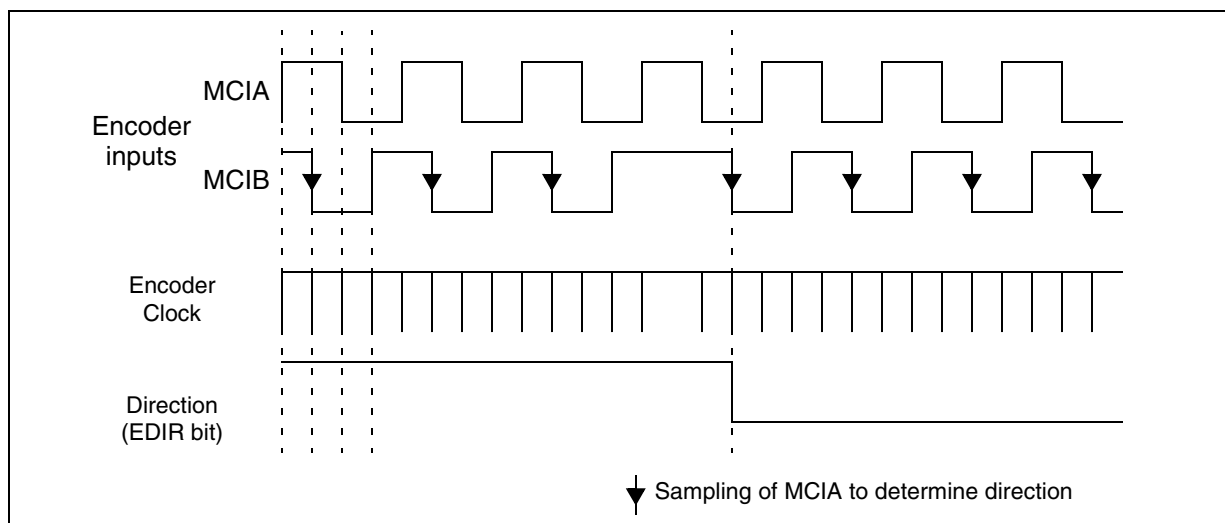 MCIA
Encoder
inputs
MCIB
Encoder
Clock
Direction
(EDIR bit)
Sampling of MCIA to determine direction